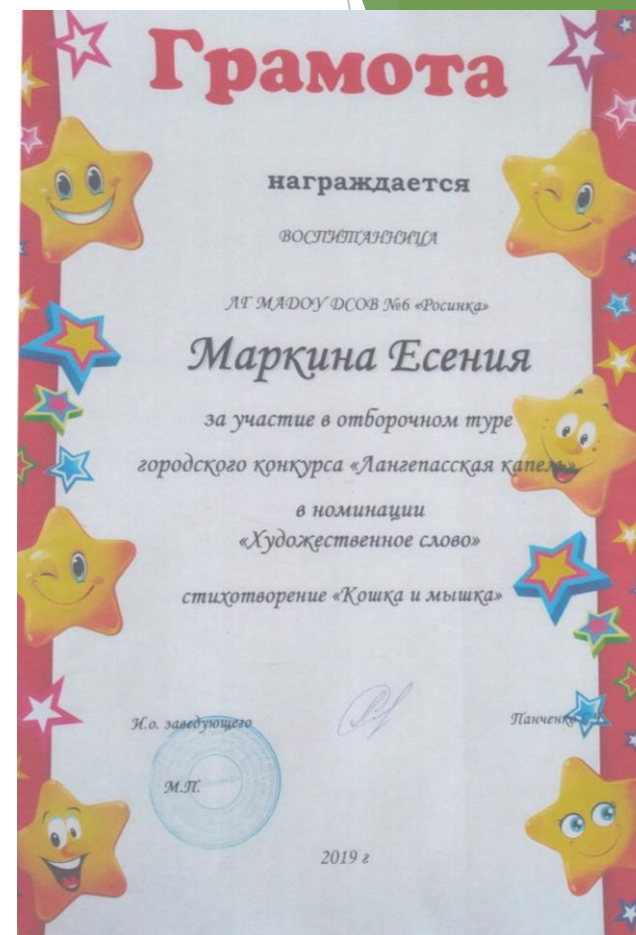 Грамота
награждается
ВОСПИТАННИЦА
ЛГ МАДОУ ДСОВ №6 «Росинка»
Маркина Есения
за участие в отборочном туре
городского конкурса «Лангепасская капель»
в номинации
«Художественное слово»
стихотворение «Кошка и мышка»
И.о. заведующего
Панченко
М.П.
2019 г